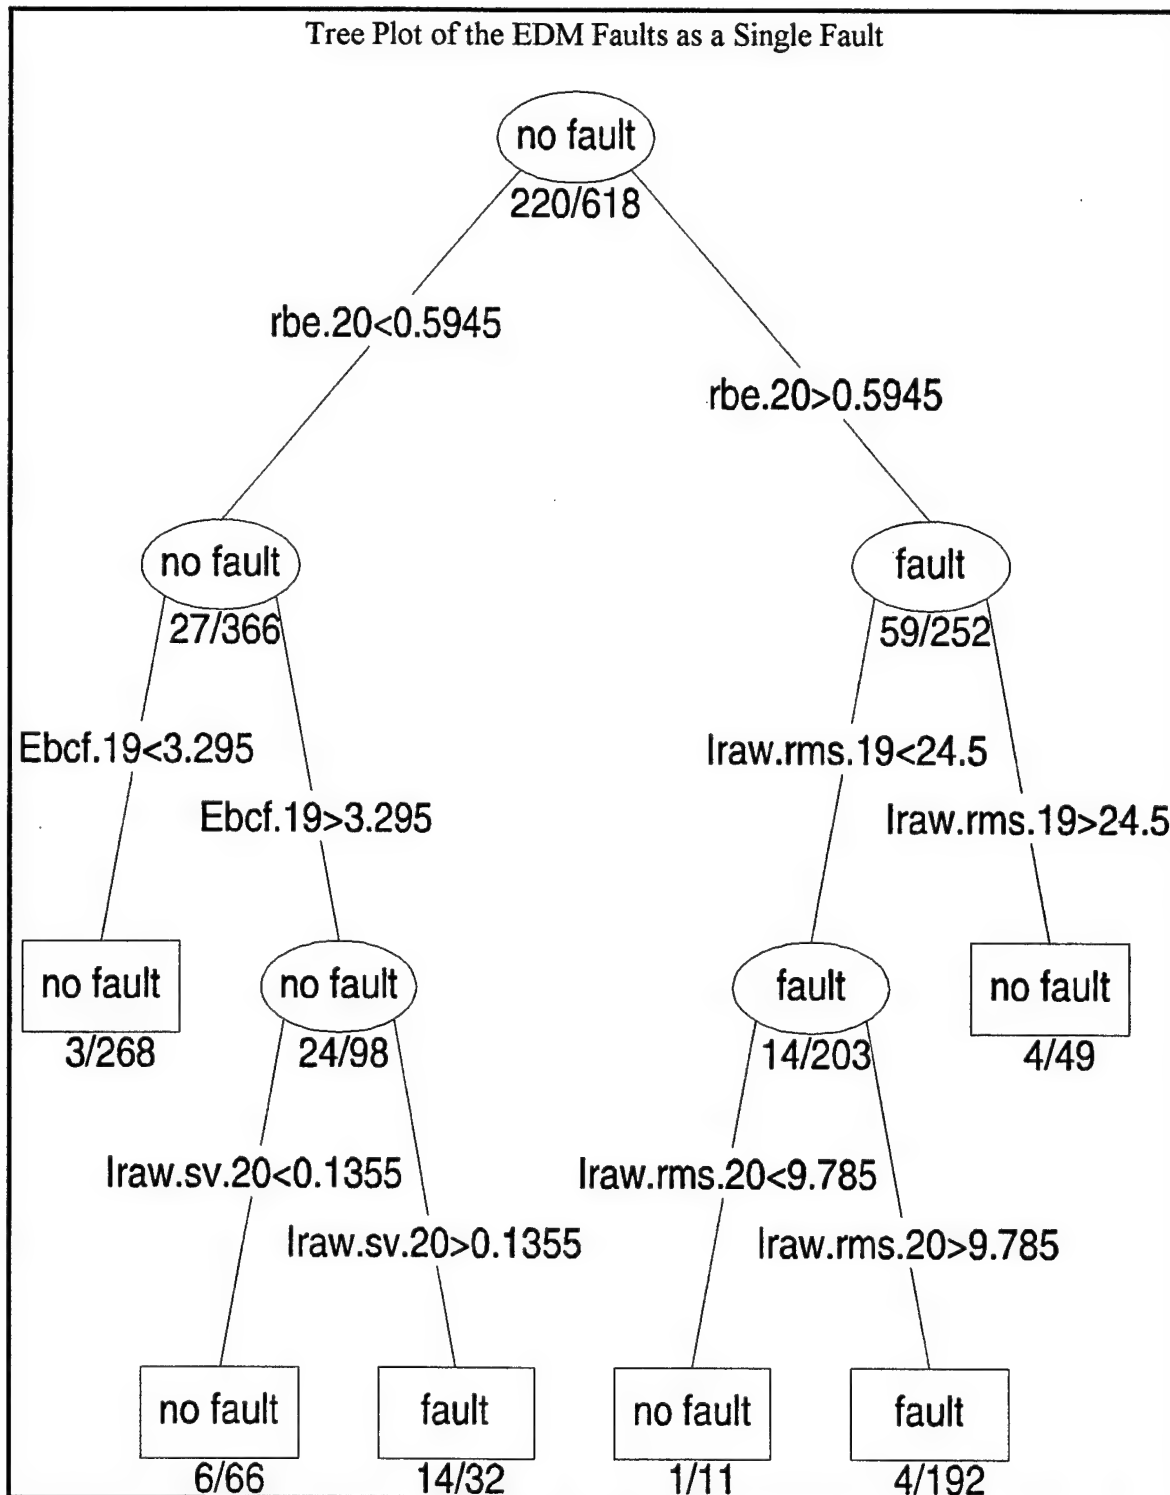 Tree Plot of the EDM Faults as a Single Fault
no fault
220/618
rbe.20<0.5945
rbe.20>0.5945
no fault
27/366
fault
59/252
Ebcf.19<3.295
Ebcf.19>3.295
Iraw.rms.19<24.5
Iraw.rms.19>24.5
no fault
3/268
no fault
24/98
fault
14/203
no fault
4/49
Iraw.sv.20<0.1355
Iraw.sv.20>0.1355
Iraw.rms.20<9.785
Iraw.rms.20>9.785
no fault
6/66
fault
14/32
no fault
1/11
fault
4/192